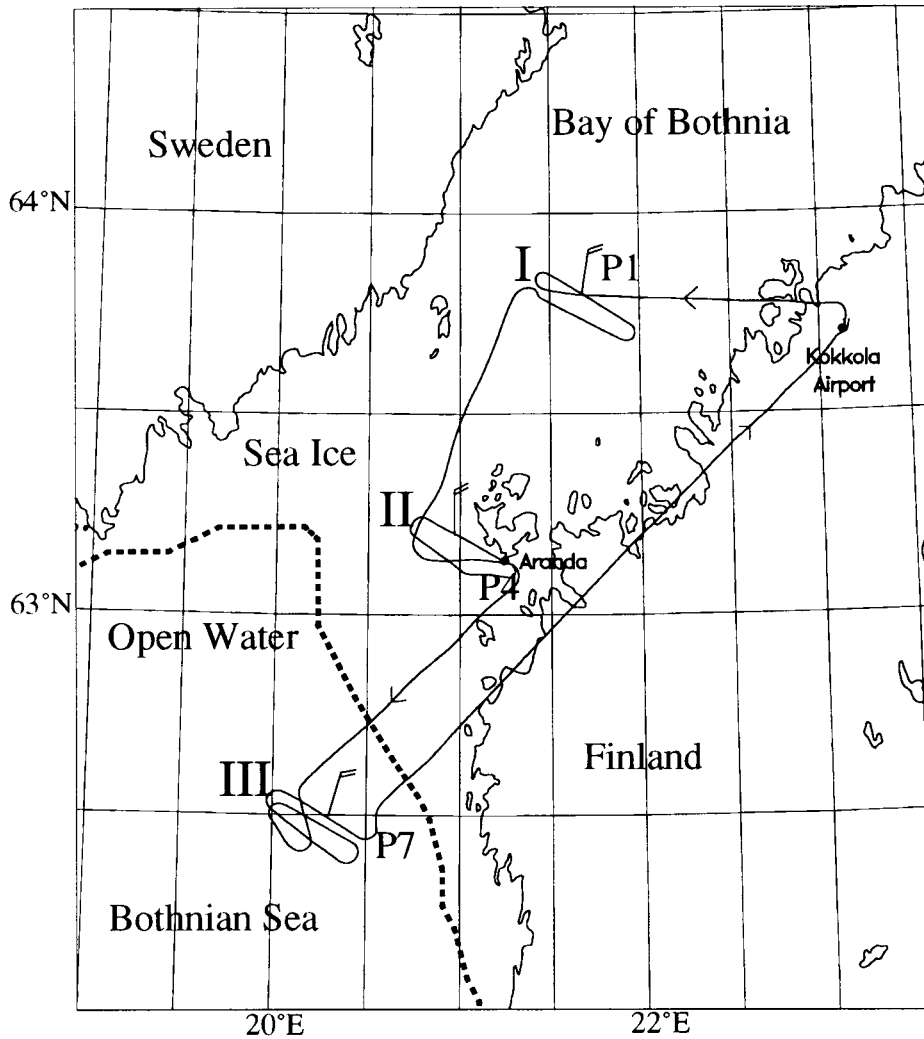 Bay of Bothnia
Sweden
64°N
I
P1
Kokkola
Airport
Sea Ice
II
Aranda
P4
63°N
Open Water
III
Finland
P7
Bothnian Sea
20°E
22°E